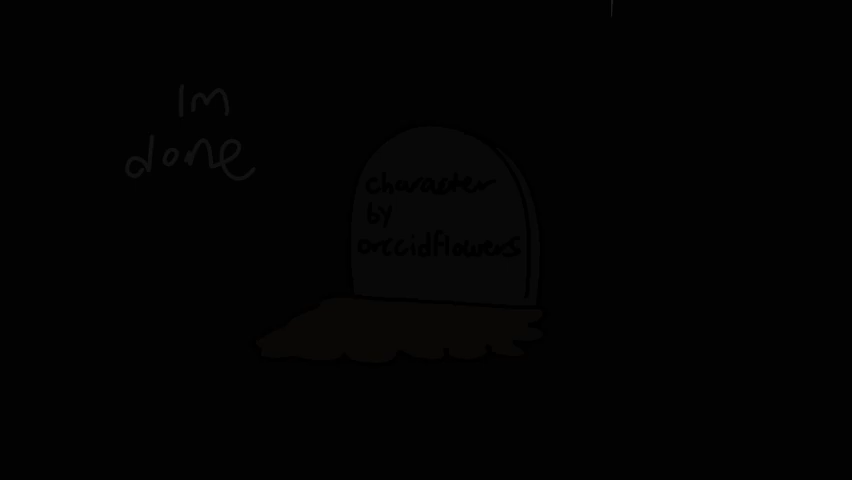 Im
done
character
by
orccidflowers